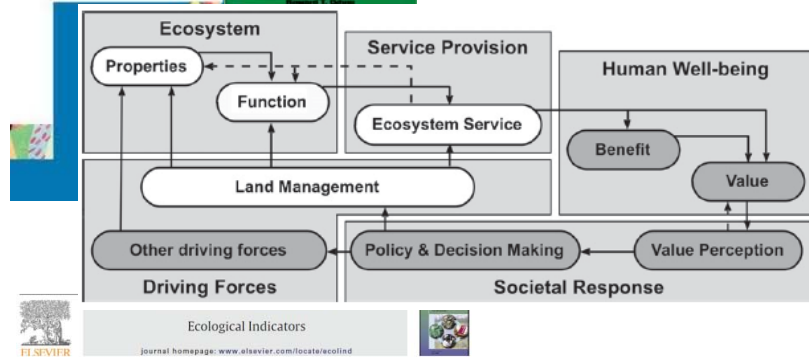 Ecosystem
Service Provision
Human Well-being
Properties
Function
Ecosystem Service
Benefit
Value
Land Management
Other driving forces
Policy & Decision Making
Value Perception
Driving Forces
Societal Response
ELSEVIER
Ecological Indicators
journal homepage: www.elsevier.com/locate/ecolind